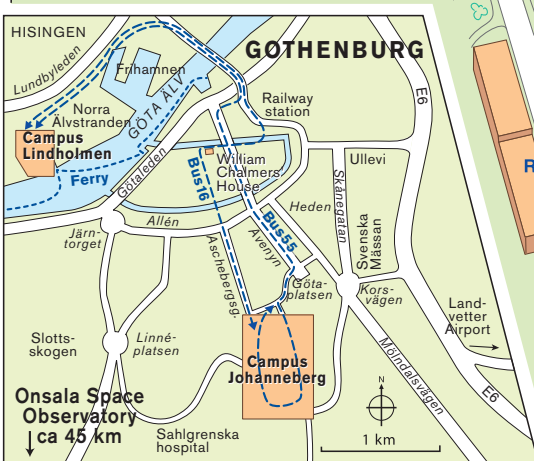 HISINGEN
GOTHENBURG
Lundbyleden
Frihamnen
Norra
Älvstranden
GÖTA ÄLV
Railway
station
E6
Campus
Lindholmen
Ferry
Götaleden
Bus16
William
Chalmers
House
Ullevi
Skånegatan
Allén
Heden
Svenska
Mässan
Järn-
torget
Bus55
Avenyn
Aschebergsg.
Göta-
platsen
Kors-
vägen
Land-
vetter
Airport
Slotts-
skogen
Linné-
platsen
Campus
Johanneberg
Mölndalsvägen
E6
Onsala Space
Observatory
ca 45 km
Sahlgrenska
hospital
N
1 km
R